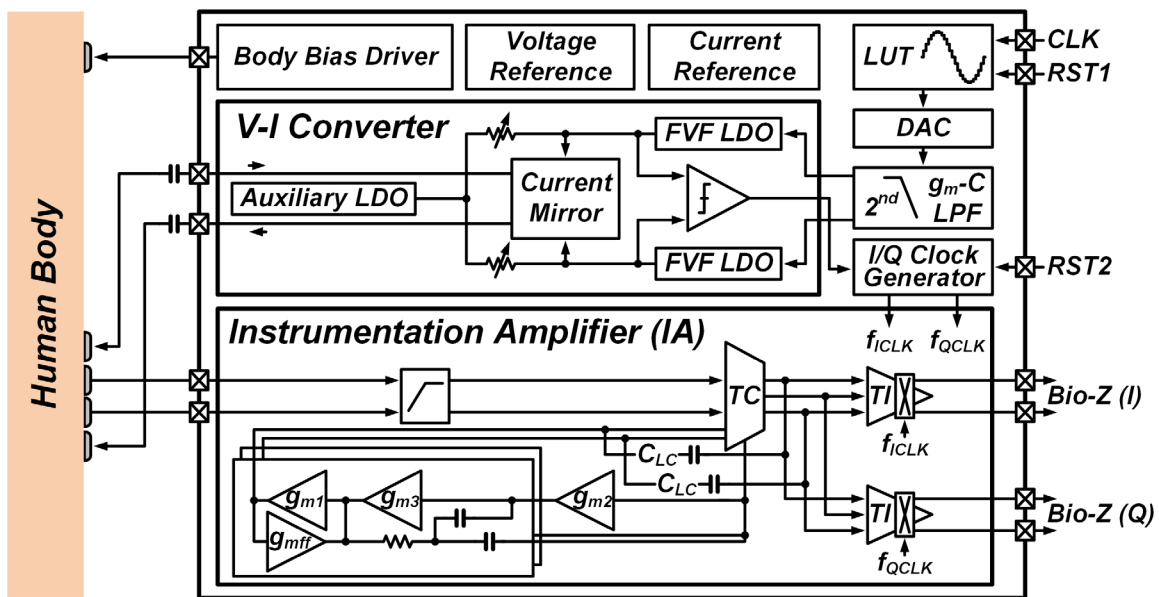 Human Body
Body Bias Driver
Voltage
Reference
Current
Reference
LUT
CLK
RST1
DAC
2nd
gm-C
LPF
I/Q Clock
Generator
RST2
fICLK
fQCLK
V-I Converter
FVF LDO
Auxiliary LDO
Current
Mirror
FVF LDO
Instrumentation Amplifier (IA)
TC
TI
Bio-Z (I)
fICLK
CLC
CLC
gm1
gm3
gm2
gmff
TI
Bio-Z (Q)
fQCLK